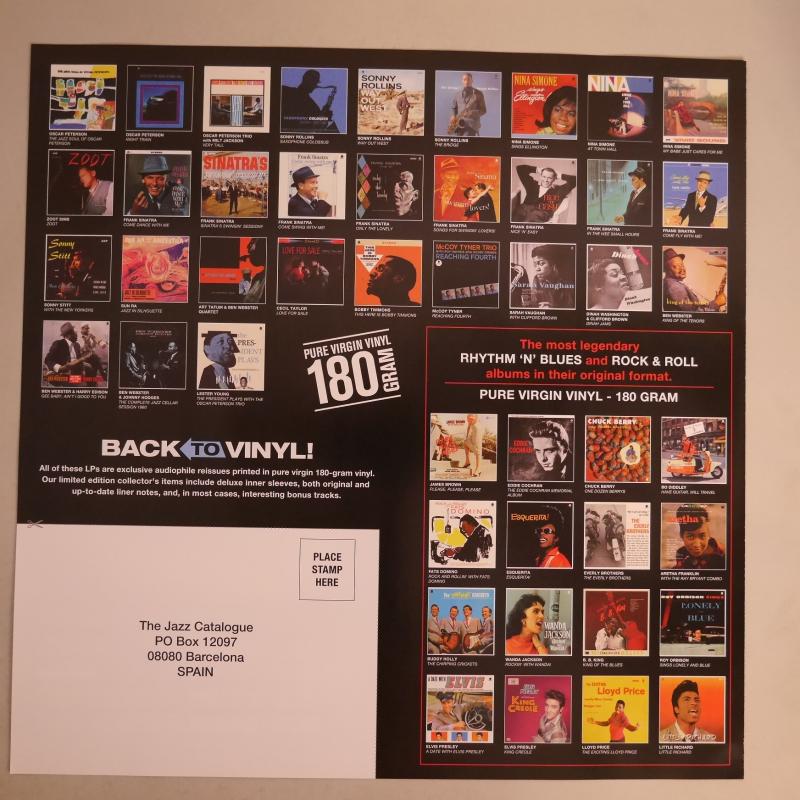 OSCAR PETERSON
THE JAZZ SOUL OF OSCAR
PETERSON
OSCAR PETERSON
NIGHT TRAIN
OSCAR PETERSON TRIO
with MILT JACKSON
VERY TALL
SONNY ROLLINS
SAXOPHONE COLOSSUS
SONNY ROLLINS
WAY OUT WEST
SONNY ROLLINS
THE BRIDGE
NINA SIMONE
SINGS ELLINGTON
NINA SIMONE
AT TOWN HALL
NINA SIMONE
MY BABE JUST CARES FOR ME
ZOOT SIMS
ZOOT
FRANK SINATRA
COME DANCE WITH ME
FRANK SINATRA
SINATRA'S SWINGIN' SESSION!!!
FRANK SINATRA
COME SWING WITH ME!
FRANK SINATRA
ONLY THE LONELY
FRANK SINATRA
SONGS FOR SWINGIN' LOVERS!
FRANK SINATRA
NICE 'N' EASY
FRANK SINATRA
IN THE WEE SMALL HOURS
FRANK SINATRA
COME FLY WITH ME!
SONNY STITT
WITH THE NEW YORKERS
SUN RA
JAZZ IN SILHOUETTE
ART TATUM & BEN WEBSTER
QUARTET
CECIL TAYLOR
LOVE FOR SALE
BOBBY TIMMONS
THIS HERE IS BOBBY TIMMONS
McCOY TYNER
REACHING FOURTH
SARAH VAUGHAN
WITH CLIFFORD BROWN
DINAH WASHINGTON
& CLIFFORD BROWN
DINAH JAMS
BEN WEBSTER
KING OF THE TENORS
BEN WEBSTER & HARRY EDISON
GEE BABY, AIN'T I GOOD TO YOU
BEN WEBSTER
& JOHNNY HODGES
THE COMPLETE JAZZ CELLAR
SESSION 1960
LESTER YOUNG
THE PRESIDENT PLAYS WITH THE
OSCAR PETERSON TRIO
PURE VIRGIN VINYL
180 GRAM
BACK TO VINYL!
All of these LPs are exclusive audiophile reissues printed in pure virgin 180-gram vinyl.
Our limited edition collector's items include deluxe inner sleeves, both original and
up-to-date liner notes, and, in most cases, interesting bonus tracks.
PLACE
STAMP
HERE
The Jazz Catalogue
PO Box 12097
08080 Barcelona
SPAIN
The most legendary
RHYTHM 'N' BLUES and ROCK & ROLL
albums in their original format.
PURE VIRGIN VINYL - 180 GRAM
JAMES BROWN
PLEASE, PLEASE, PLEASE
EDDIE COCHRAN
THE EDDIE COCHRAN MEMORIAL
ALBUM
CHUCK BERRY
ONE DOZEN BERRYS
BO DIDDLEY
HAVE GUITAR, WILL TRAVEL
FATS DOMINO
ROCK AND ROLLIN' WITH FATS
DOMINO
ESQUERITA
ESQUERITA!
EVERLY BROTHERS
THE EVERLY BROTHERS
ARETHA FRANKLIN
WITH THE RAY BRYANT COMBO
BUDDY HOLLY
THE CHIRPING CRICKETS
WANDA JACKSON
ROCKIN' WITH WANDA!
B. B. KING
KING OF THE BLUES
ROY ORBISON
SINGS LONELY AND BLUE
ELVIS PRESLEY
A DATE WITH ELVIS PRESLEY
ELVIS PRESLEY
KING CREOLE
LLOYD PRICE
THE EXCITING LLOYD PRICE
LITTLE RICHARD
LITTLE RICHARD